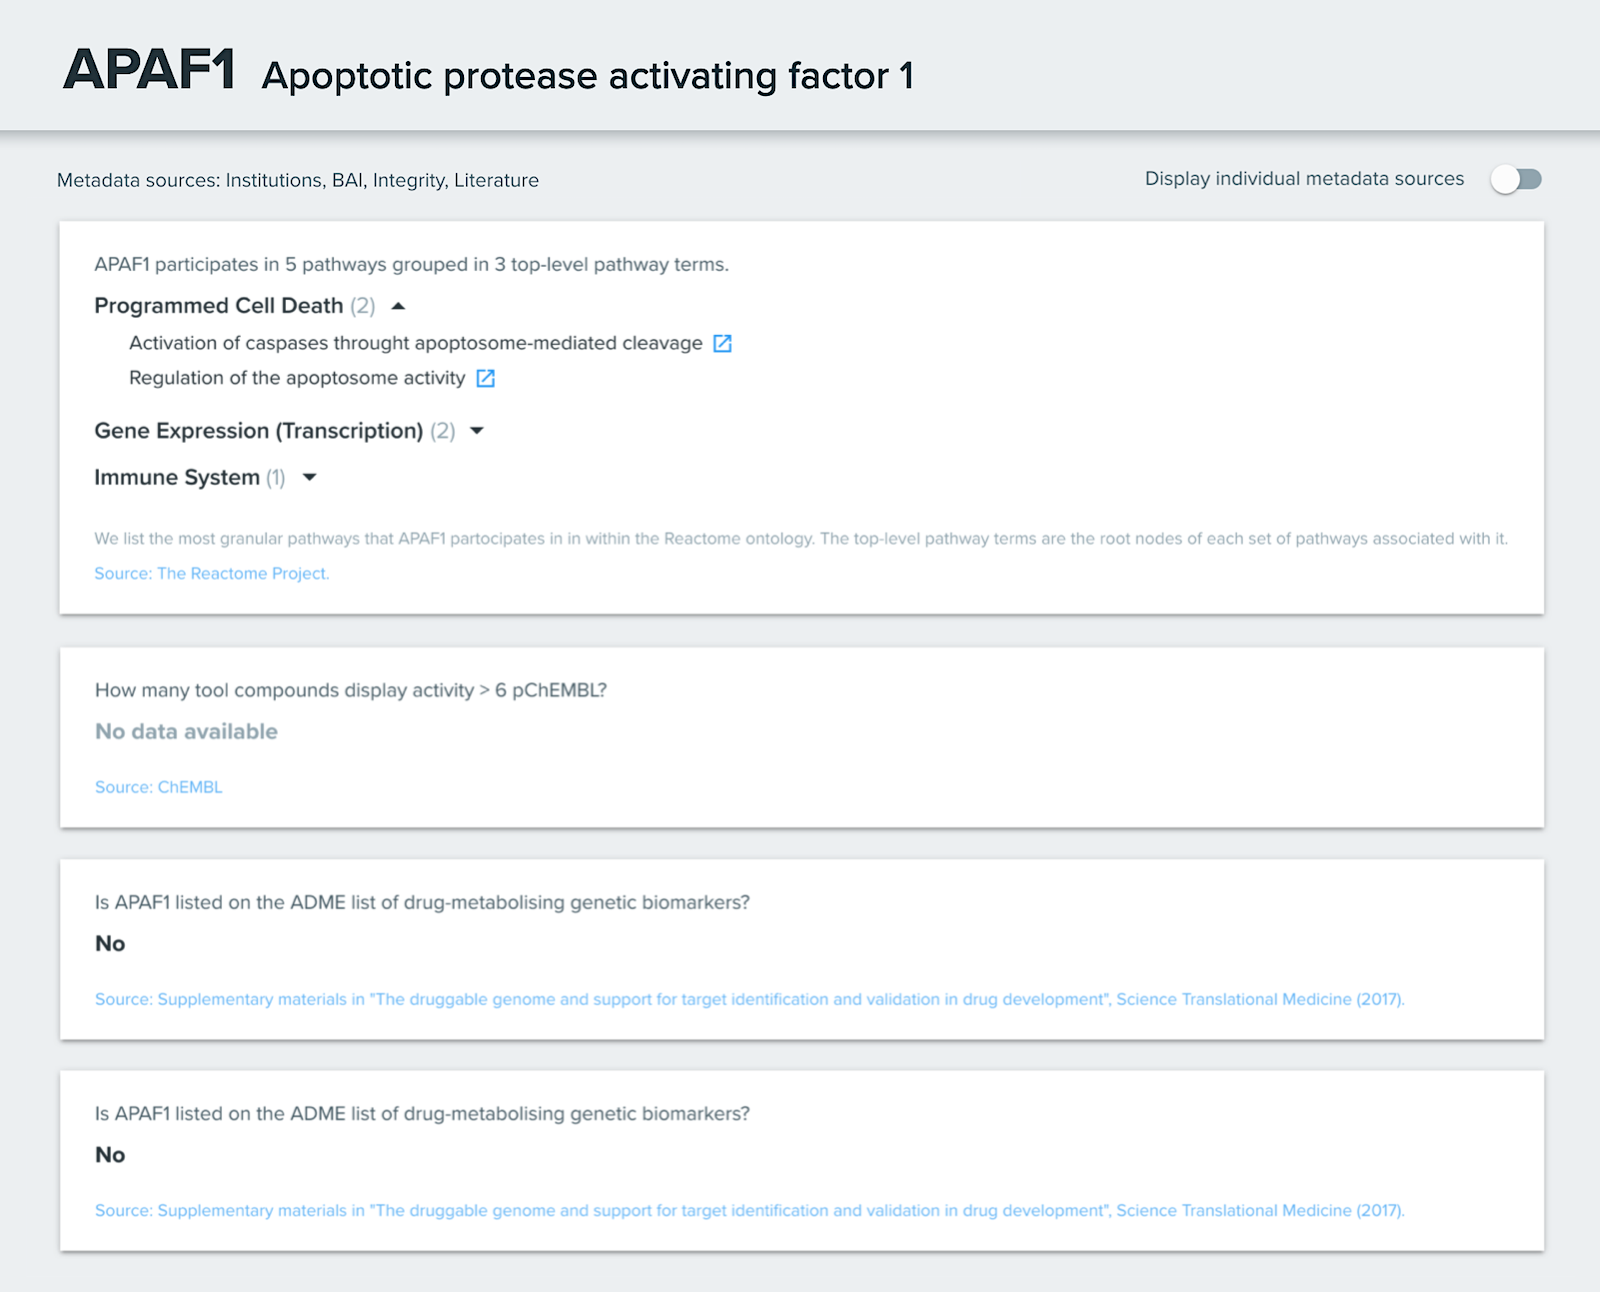 APAF1 Apoptotic protease activating factor 1
Metadata sources: Institutions, BAI, Integrity, Literature
Display individual metadata sources
APAF1 participates in 5 pathways grouped in 3 top-level pathway terms.
Programmed Cell Death (2)
Activation of caspases throught apoptosome-mediated cleavage
Regulation of the apoptosome activity
Gene Expression (Transcription) (2)
Immune System (1)
We list the most granular pathways that APAF1 partocipates in in within the Reactome ontology. The top-level pathway terms are the root nodes of each set of pathways associated with it.
Source: The Reactome Project.
How many tool compounds display activity > 6 pChEMBL?
No data available
Source: ChEMBL
Is APAF1 listed on the ADME list of drug-metabolising genetic biomarkers?
No
Source: Supplementary materials in "The druggable genome and support for target identification and validation in drug development", Science Translational Medicine (2017).
Is APAF1 listed on the ADME list of drug-metabolising genetic biomarkers?
No
Source: Supplementary materials in "The druggable genome and support for target identification and validation in drug development", Science Translational Medicine (2017).